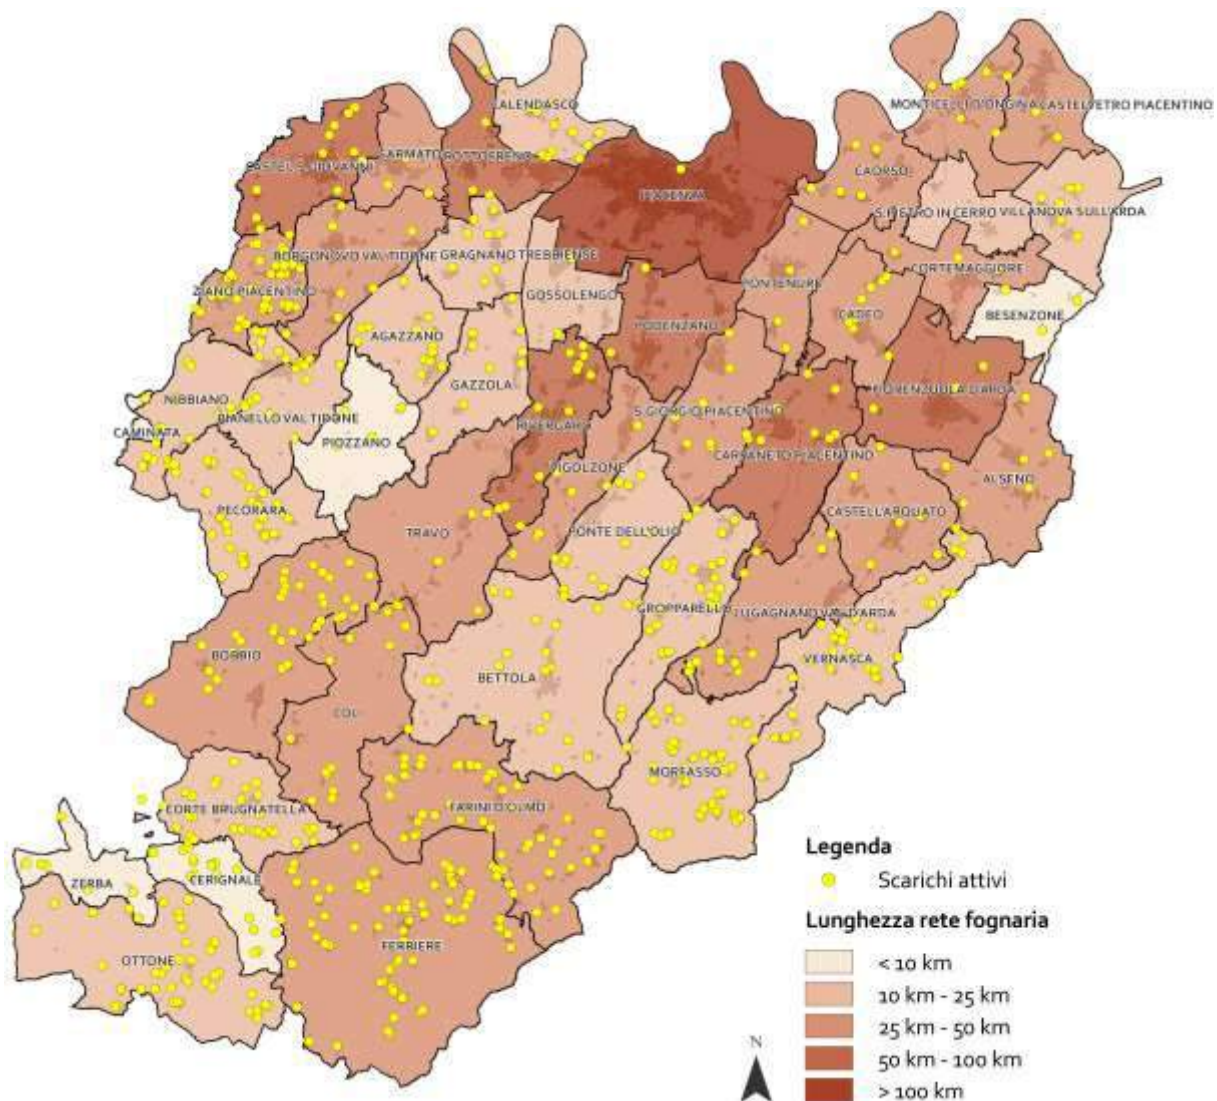 CALENDASCO
MONTICELLI D'ONGINA
CASTELVETRO PIACENTINO
CASTEL S. GIOVANNI
SARMATO
ROTTOFRENO
CAORSO
PIACENZA
S. PIETRO IN CERRO
VILLANOVA SULL'ARDA
BORGONOVO VAL TIDONE
GRAGNANO TREBBIENSE
CORTEMAGGIORE
ZIANO PIACENTINO
GOSSOLENGO
PONTENURE
CADEO
BESENZONE
PODENZANO
AGAZZANO
GAZZOLA
FIORENZUOLA D'ARDA
NIBBIANO
PIANELLO VAL TIDONE
S.GIORGIO PIACENTINO
RIVERGARO
CAMINATA
PIOZZANO
CARPANETO PIACENTINO
VIGOLZONE
ALSENO
PECORARA
CASTELL'ARQUATO
TRAVO
PONTE DELL'OLIO
GROPPARELLO
LUGAGNANO VAL D'ARDA
BOBBIO
VERNASCA
BETTOLA
COLI
MORFASSO
CORTE BRUGNATELLA
FARINI D'OLMO
ZERBA
CERIGNALE
FERRIERE
OTTONE
Legenda
Scarichi attivi
Lunghezza rete fognaria
< 10 km
10 km - 25 km
25 km - 50 km
50 km - 100 km
> 100 km
N